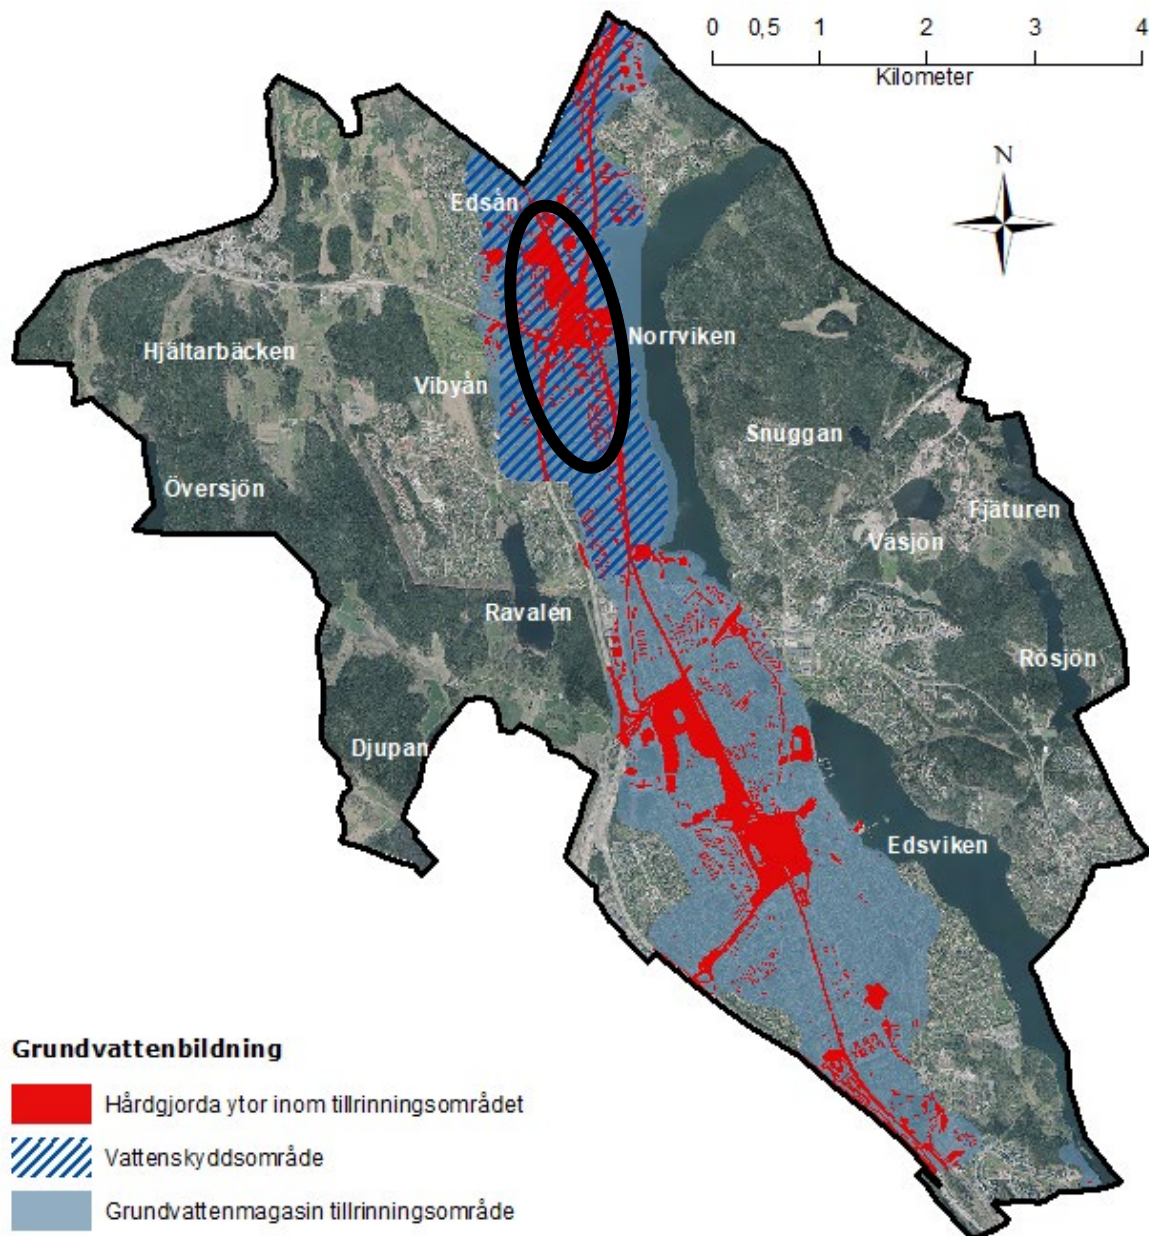 0 0,5 1 2 3 4
Kilometer
N
Edsån
Norrviken
Hjältarbäcken
Vibyån
Snuggan
Översjön
Fjäturen
Väsjön
Ravalen
Rösjön
Djupan
Edsviken
Grundvattenbildning
Hårdgjorda ytor inom tillrinningsområdet
Vattenskyddsområde
Grundvattenmagasin tillrinningsområde